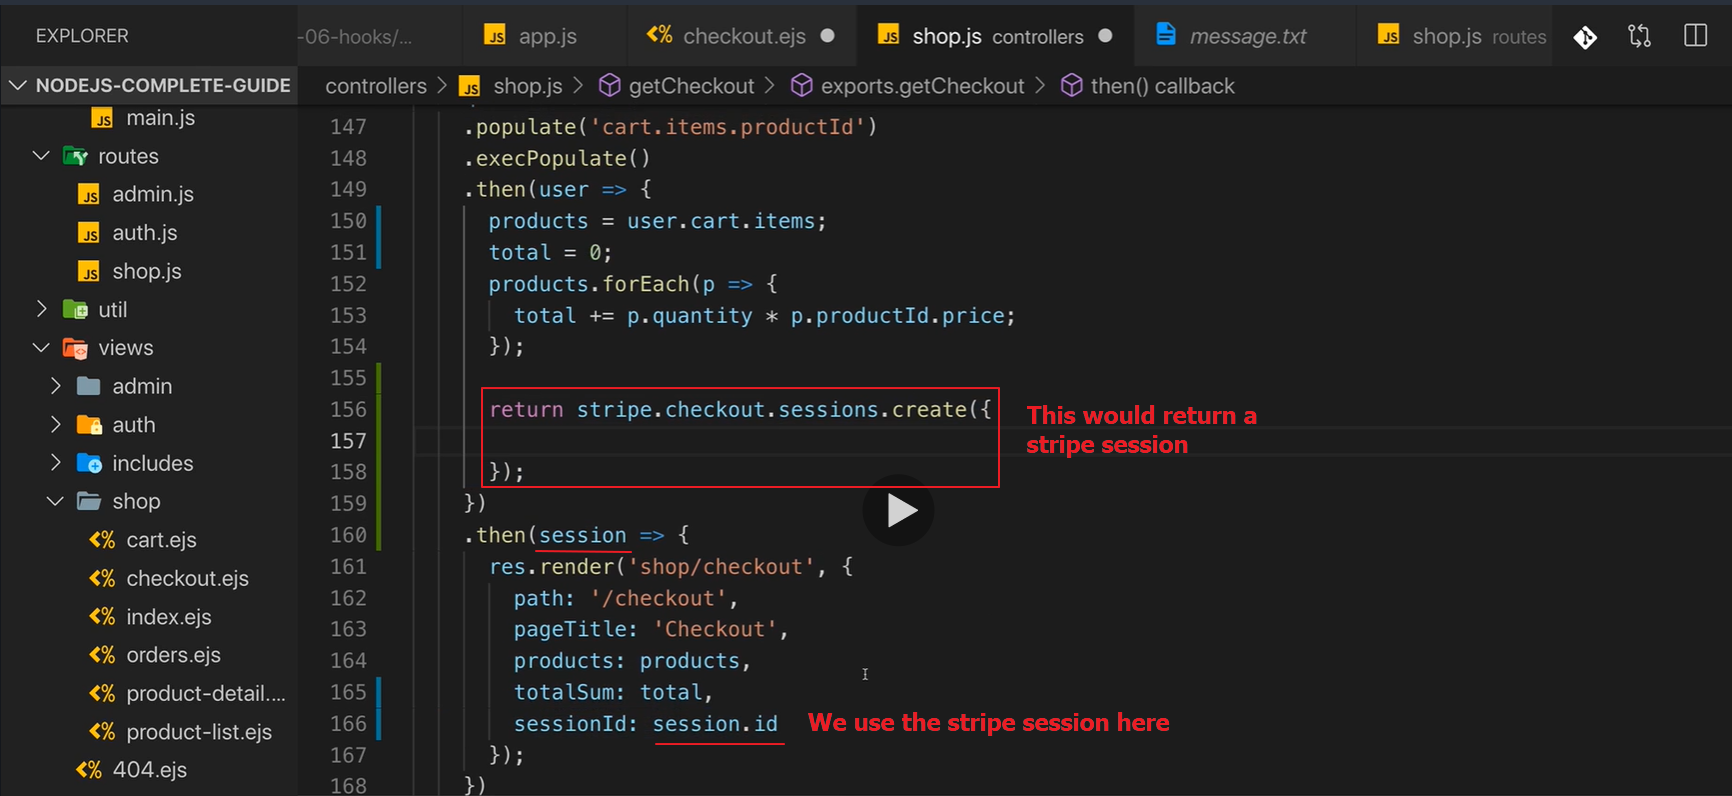 EXPLORER
-06-hooks/...
JS app.js
checkout.ejs
JS shop.js controllers
message.txt
JS shop.js routes
NODEJS-COMPLETE-GUIDE
controllers > JS shop.js > getCheckout > exports.getCheckout > then() callback
JS main.js
routes
JS admin.js
JS auth.js
JS shop.js
util
views
admin
auth
includes
shop
cart.ejs
checkout.ejs
index.ejs
orders.ejs
product-detail....
product-list.ejs
404.ejs
147 .populate('cart.items.productId')
148 .execPopulate()
149 .then(user => {
150 products = user.cart.items;
151 total = 0;
152 products.forEach(p => {
153 total += p.quantity * p.productId.price;
154 });
155
156 return stripe.checkout.sessions.create({
157
158 });
159 })
160 .then(session => {
161 res.render('shop/checkout', {
162 path: '/checkout',
163 pageTitle: 'Checkout',
164 products: products,
165 totalSum: total,
166 sessionId: session.id
167 });
168 })
This would return a
stripe session
We use the stripe session here